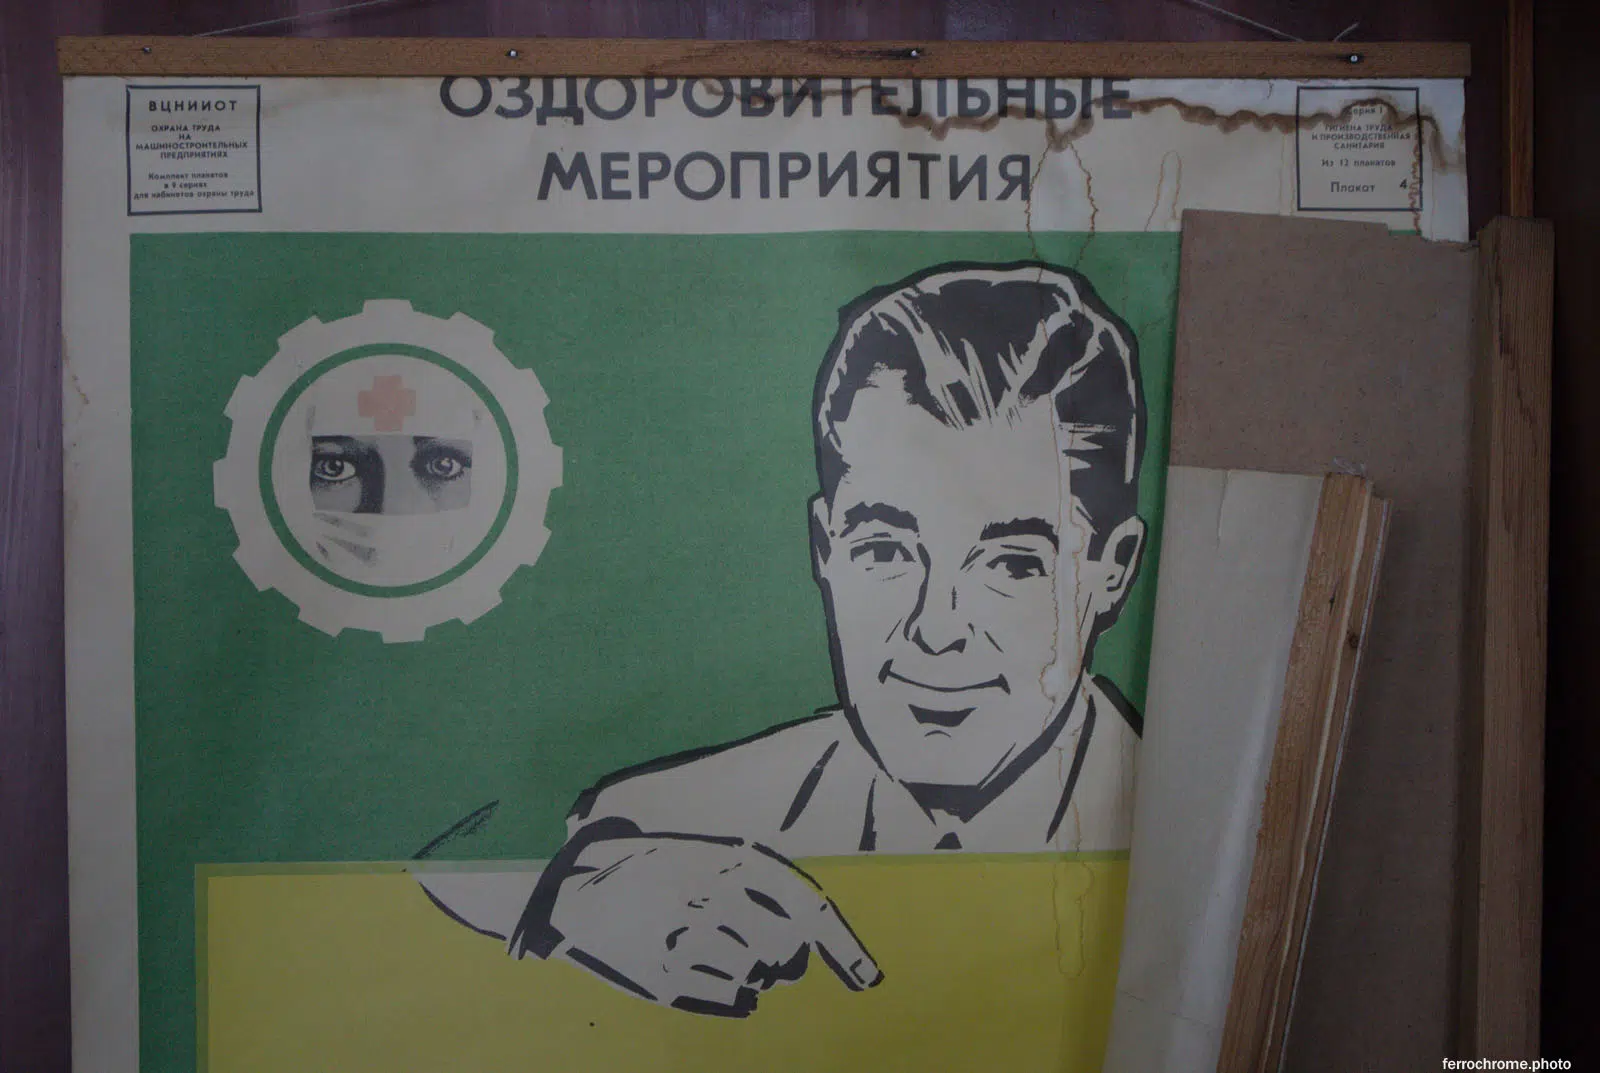 ВЦНИИОТ
ОХРАНА ТРУДА
НА
МАШИНОСТРОИТЕЛЬНЫХ
ПРЕДПРИЯТИЯХ
Комплект плакатов
в 9 сериях
для кабинетов охраны труда
ОЗДОРОВИТЕЛЬНЫЕ
МЕРОПРИЯТИЯ
Серия 1
ГИГИЕНА ТРУДА
И ПРОИЗВОДСТВЕННАЯ
САНИТАРИЯ
Из 12 плакатов
Плакат 4
ferrochrome.photo